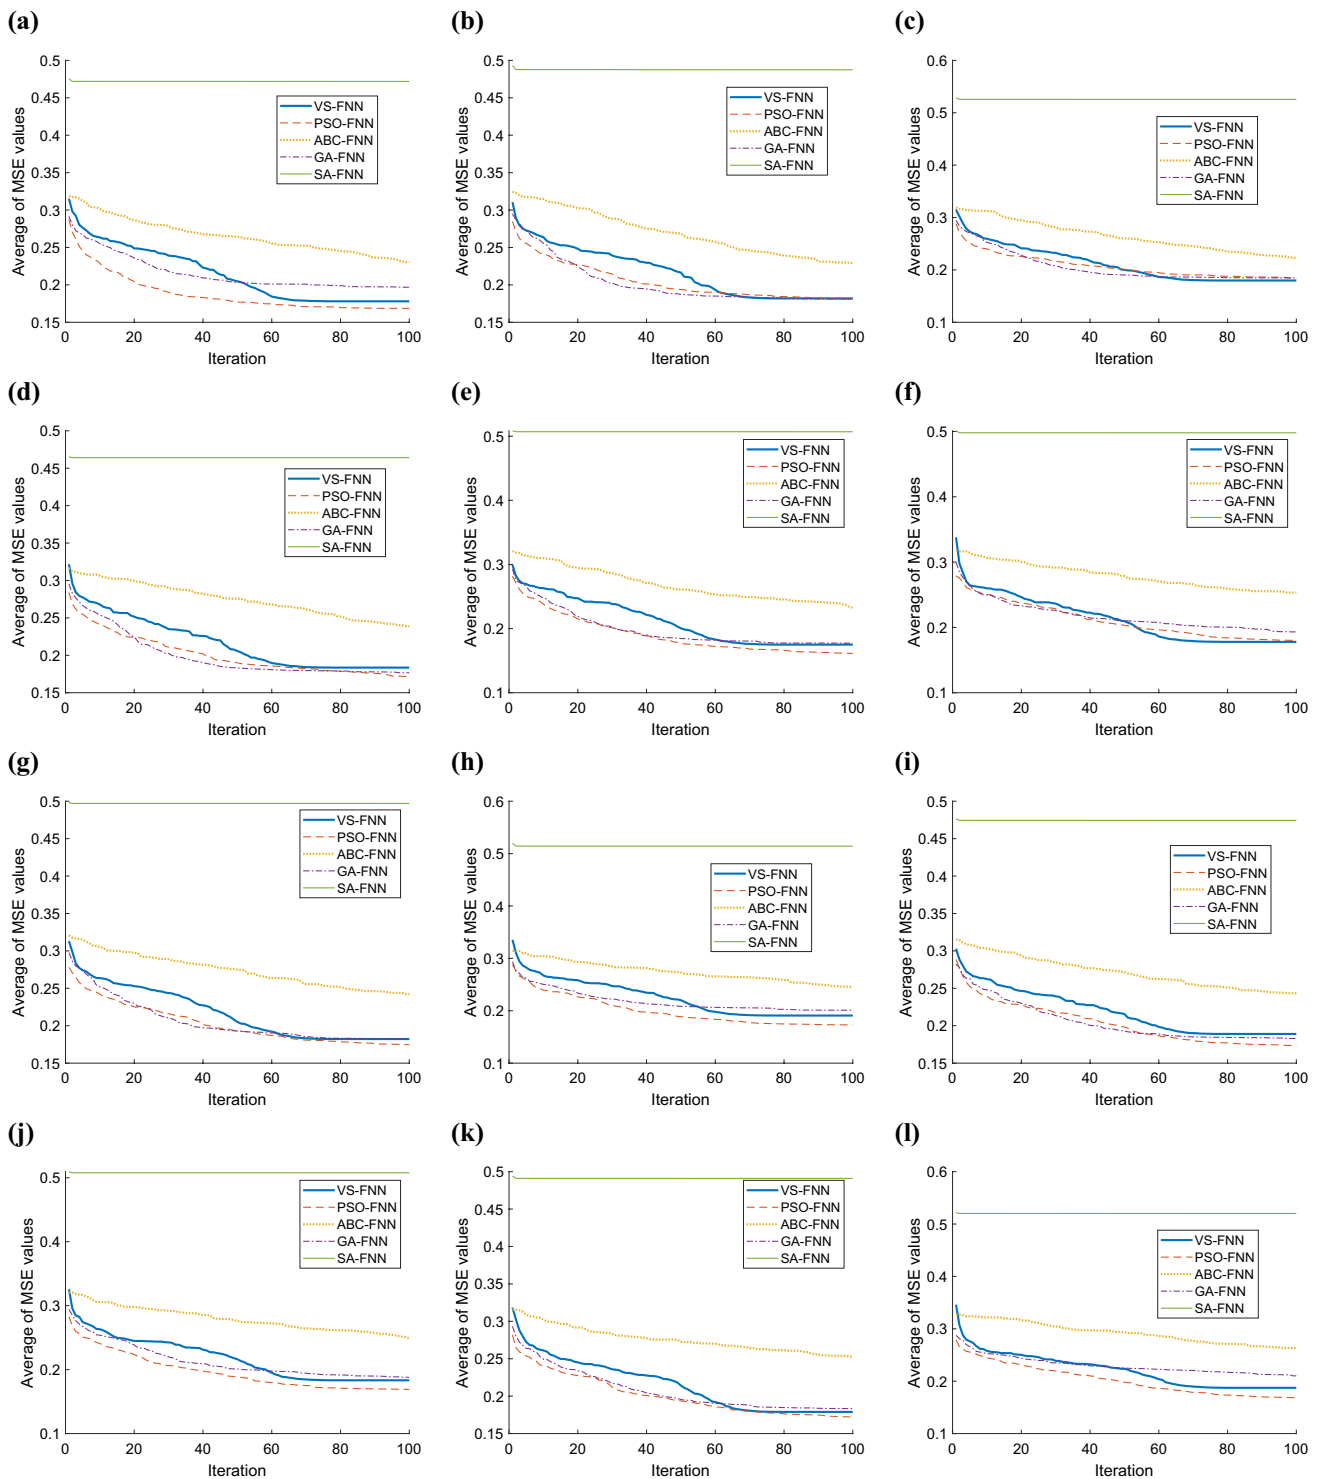 (a)
0.5
0.45
0.4
0.35
0.3
0.25
0.2
0.15
0 20 40 60 80 100
Iteration
Average of MSE values
VS-FNN
PSO-FNN
ABC-FNN
GA-FNN
SA-FNN
(b)
0.5
0.45
0.4
0.35
0.3
0.25
0.2
0.15
0 20 40 60 80 100
Iteration
Average of MSE values
VS-FNN
PSO-FNN
ABC-FNN
GA-FNN
SA-FNN
(c)
0.6
0.5
0.4
0.3
0.2
0.1
0 20 40 60 80 100
Iteration
Average of MSE values
VS-FNN
PSO-FNN
ABC-FNN
GA-FNN
SA-FNN
(d)
0.5
0.45
0.4
0.35
0.3
0.25
0.2
0.15
0 20 40 60 80 100
Iteration
Average of MSE values
VS-FNN
PSO-FNN
ABC-FNN
GA-FNN
SA-FNN
(e)
0.5
0.4
0.3
0.2
0.1
0 20 40 60 80 100
Iteration
Average of MSE values
VS-FNN
PSO-FNN
ABC-FNN
GA-FNN
SA-FNN
(f)
0.5
0.4
0.3
0.2
0.1
0 20 40 60 80 100
Iteration
Average of MSE values
VS-FNN
PSO-FNN
ABC-FNN
GA-FNN
SA-FNN
(g)
0.5
0.45
0.4
0.35
0.3
0.25
0.2
0.15
0 20 40 60 80 100
Iteration
Average of MSE values
VS-FNN
PSO-FNN
ABC-FNN
GA-FNN
SA-FNN
(h)
0.6
0.5
0.4
0.3
0.2
0.1
0 20 40 60 80 100
Iteration
Average of MSE values
VS-FNN
PSO-FNN
ABC-FNN
GA-FNN
SA-FNN
(i)
0.5
0.45
0.4
0.35
0.3
0.25
0.2
0.15
0 20 40 60 80 100
Iteration
Average of MSE values
VS-FNN
PSO-FNN
ABC-FNN
GA-FNN
SA-FNN
(j)
0.5
0.4
0.3
0.2
0.1
0 20 40 60 80 100
Iteration
Average of MSE values
VS-FNN
PSO-FNN
ABC-FNN
GA-FNN
SA-FNN
(k)
0.5
0.45
0.4
0.35
0.3
0.25
0.2
0.15
0 20 40 60 80 100
Iteration
Average of MSE values
VS-FNN
PSO-FNN
ABC-FNN
GA-FNN
SA-FNN
(l)
0.6
0.5
0.4
0.3
0.2
0.1
0 20 40 60 80 100
Iteration
Average of MSE values
VS-FNN
PSO-FNN
ABC-FNN
GA-FNN
SA-FNN